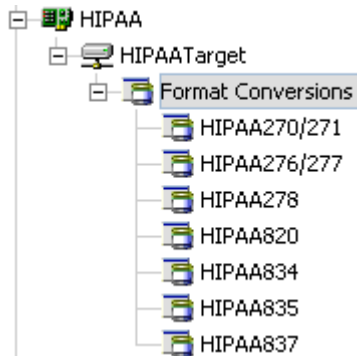 HIPAA
HIPAATarget
Format Conversions
HIPAA270/271
HIPAA276/277
HIPAA278
HIPAA820
HIPAA834
HIPAA835
HIPAA837